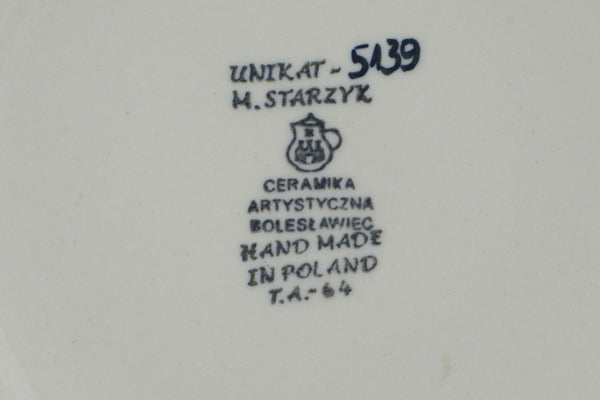 UNIKAT - 5139
M. STARZYK
CERAMIKA
ARTYSTYCZNA
BOLESŁAWIEC
HAND MADE
IN POLAND
T.A.-64